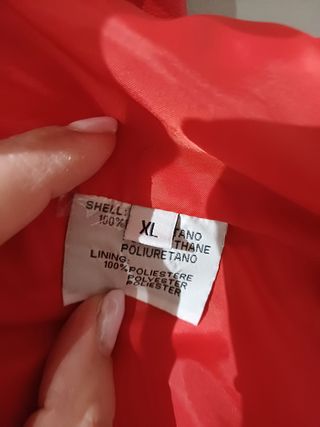 SHELL:
100%
XL
TANO
THANE
POLIURETANO
LINING:
100% POLIESTERE
POLYESTER
POLIESTER